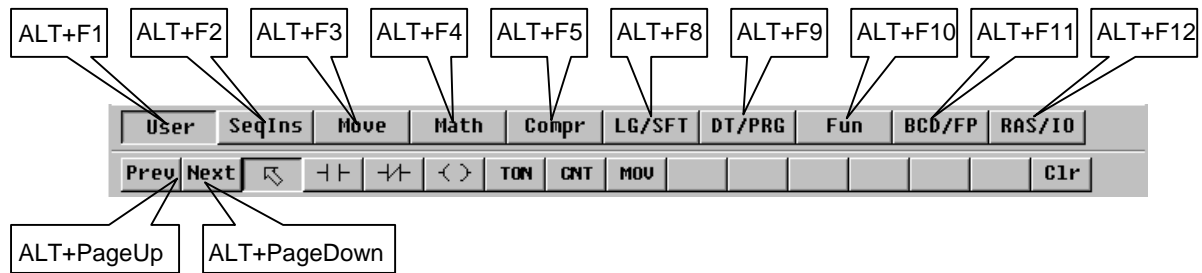 ALT+F1 ALT+F2 ALT+F3 ALT+F4 ALT+F5 ALT+F8 ALT+F9 ALT+F10 ALT+F11 ALT+F12
User SeqIns Move Math Compr LG/SFT DT/PRG Fun BCD/FP RAS/IO
Prev Next TON CNT MOV Clr
ALT+PageUp ALT+PageDown